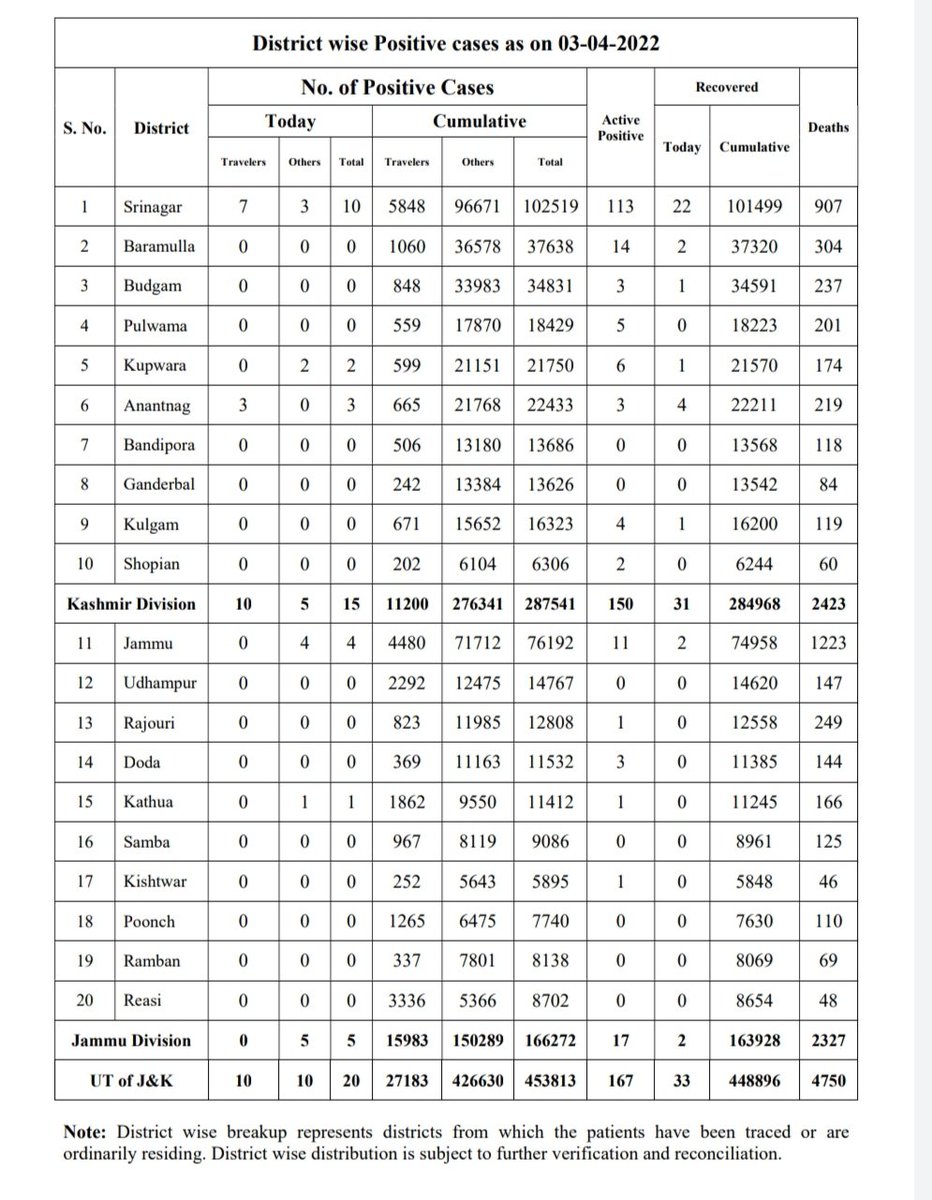 District wise Positive cases as on 03-04-2022
S. No. District No. of Positive Cases Active Positive Recovered Deaths
Today Cumulative Today Cumulative
Travelers Others Total Travelers Others Total
1 Srinagar 7 3 10 5848 96671 102519 113 22 101499 907
2 Baramulla 0 0 0 1060 36578 37638 14 2 37320 304
3 Budgam 0 0 0 848 33983 34831 3 1 34591 237
4 Pulwama 0 0 0 559 17870 18429 5 0 18223 201
5 Kupwara 0 2 2 599 21151 21750 6 1 21570 174
6 Anantnag 3 0 3 665 21768 22433 3 4 22211 219
7 Bandipora 0 0 0 506 13180 13686 0 0 13568 118
8 Ganderbal 0 0 0 242 13384 13626 0 0 13542 84
9 Kulgam 0 0 0 671 15652 16323 4 1 16200 119
10 Shopian 0 0 0 202 6104 6306 2 0 6244 60
Kashmir Division 10 5 15 11200 276341 287541 150 31 284968 2423
11 Jammu 0 4 4 4480 71712 76192 11 2 74958 1223
12 Udhampur 0 0 0 2292 12475 14767 0 0 14620 147
13 Rajouri 0 0 0 823 11985 12808 1 0 12558 249
14 Doda 0 0 0 369 11163 11532 3 0 11385 144
15 Kathua 0 1 1 1862 9550 11412 1 0 11245 166
16 Samba 0 0 0 967 8119 9086 0 0 8961 125
17 Kishtwar 0 0 0 252 5643 5895 1 0 5848 46
18 Poonch 0 0 0 1265 6475 7740 0 0 7630 110
19 Ramban 0 0 0 337 7801 8138 0 0 8069 69
20 Reasi 0 0 0 3336 5366 8702 0 0 8654 48
Jammu Division 0 5 5 15983 150289 166272 17 2 163928 2327
UT of J&K 10 10 20 27183 426630 453813 167 33 448896 4750
Note: District wise breakup represents districts from which the patients have been traced or are
ordinarily residing. District wise distribution is subject to further verification and reconciliation.